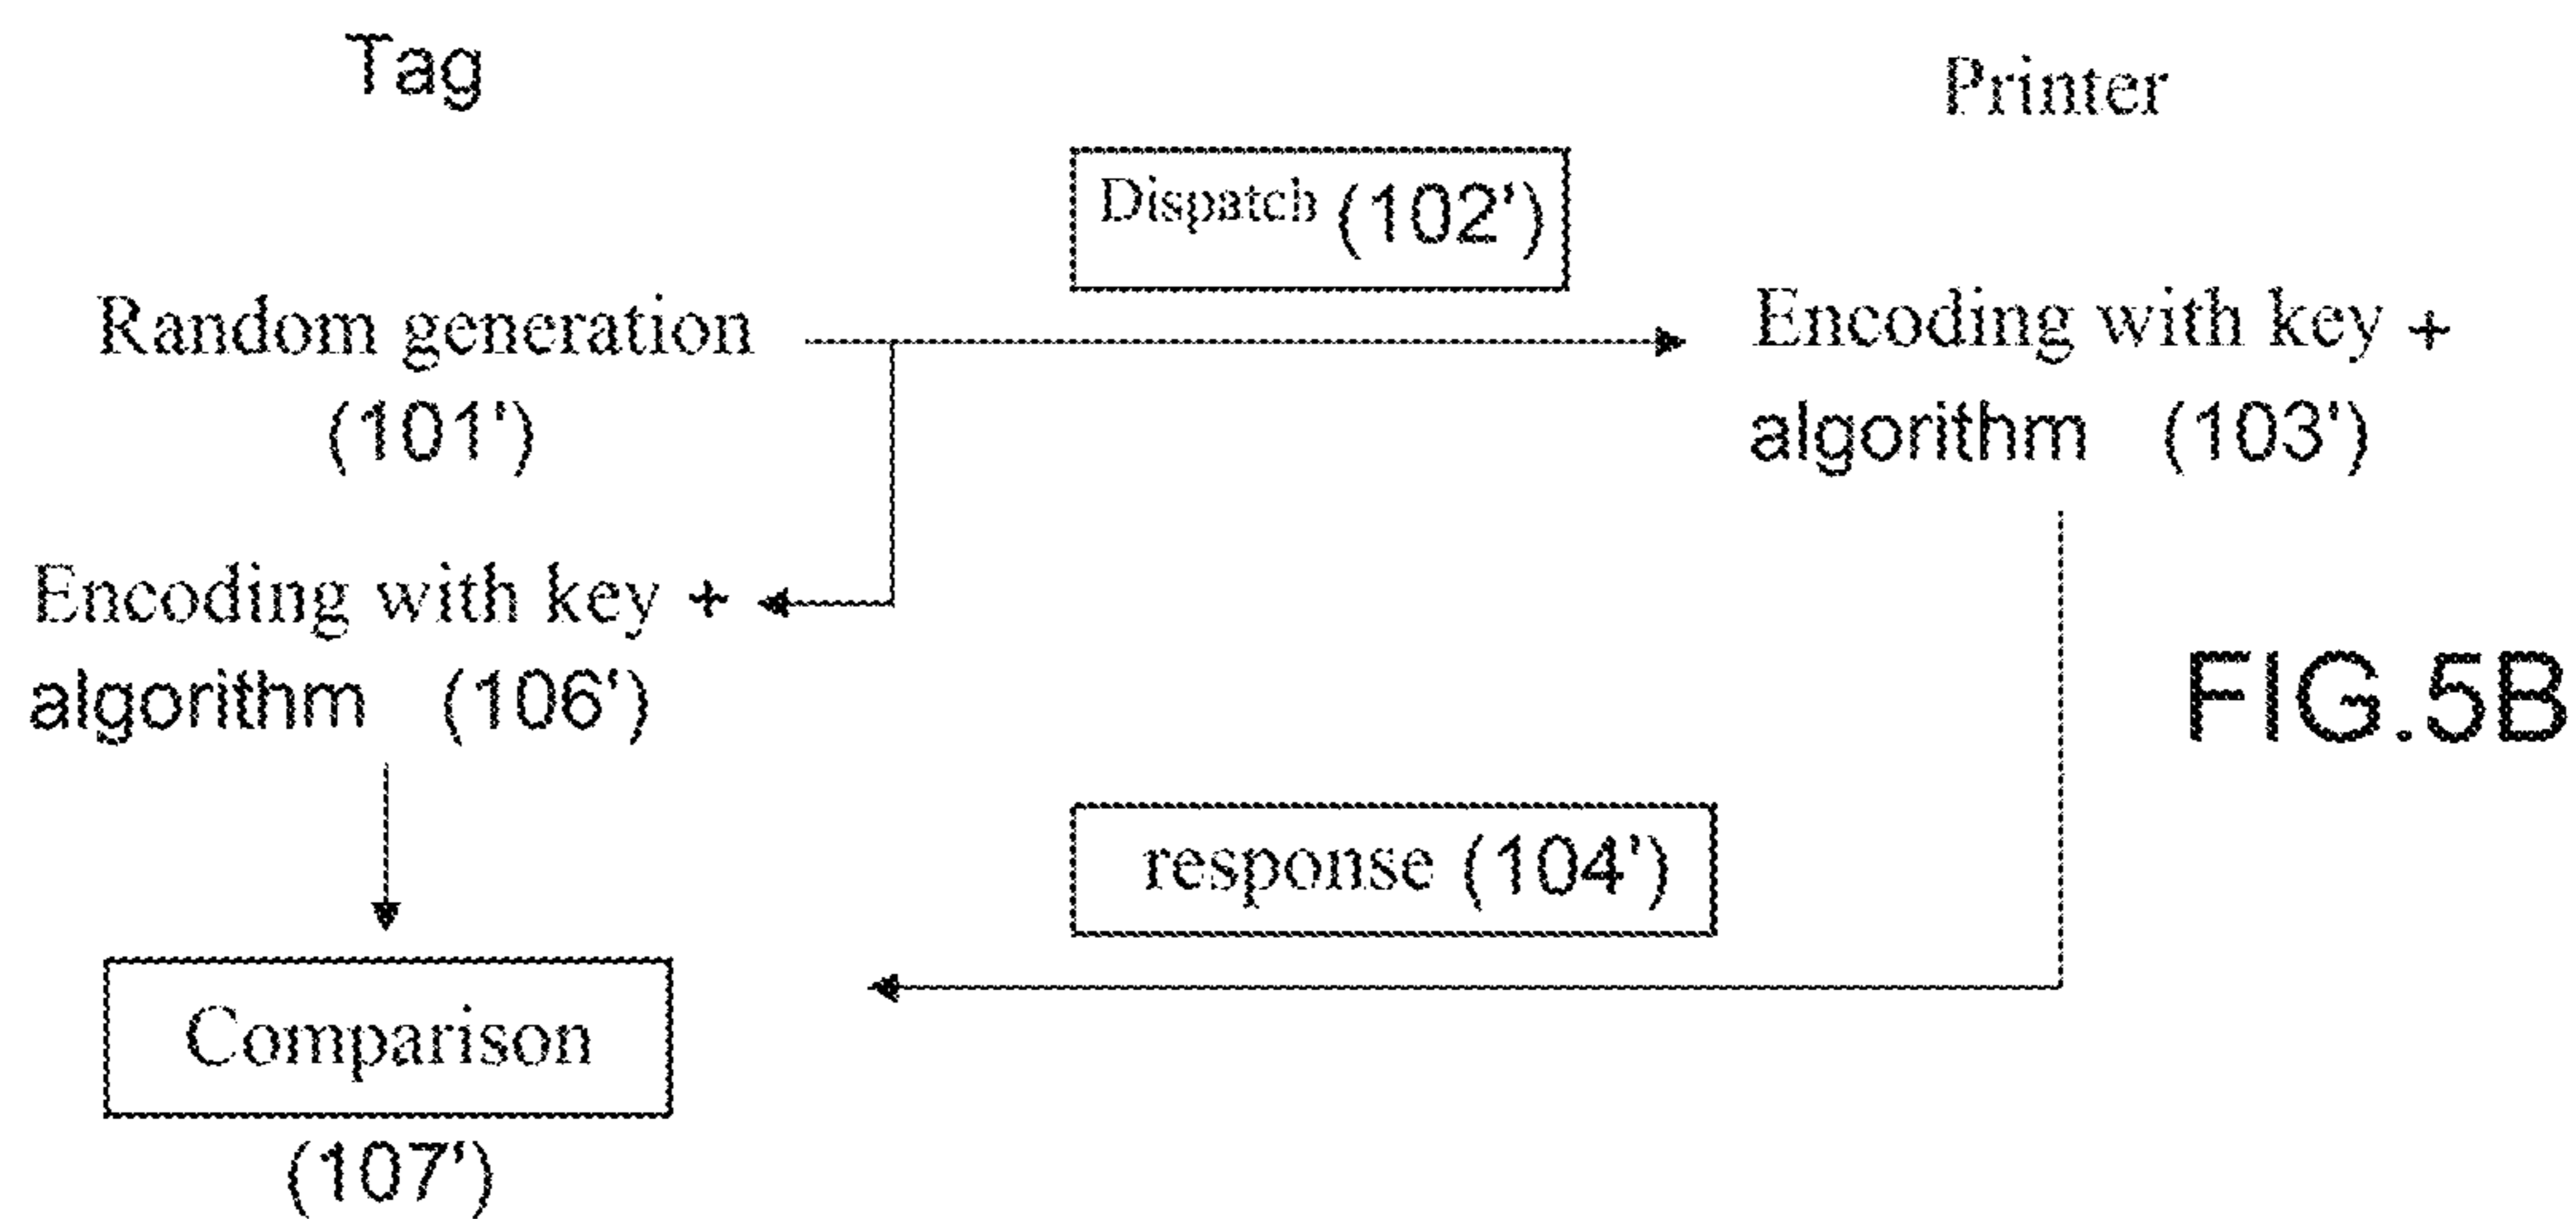 Tag
Printer
Dispatch (102')
Random generation
(101')
Encoding with key +
algorithm (103')
Encoding with key +
algorithm (106')
FIG.5B
response (104')
Comparison
(107')